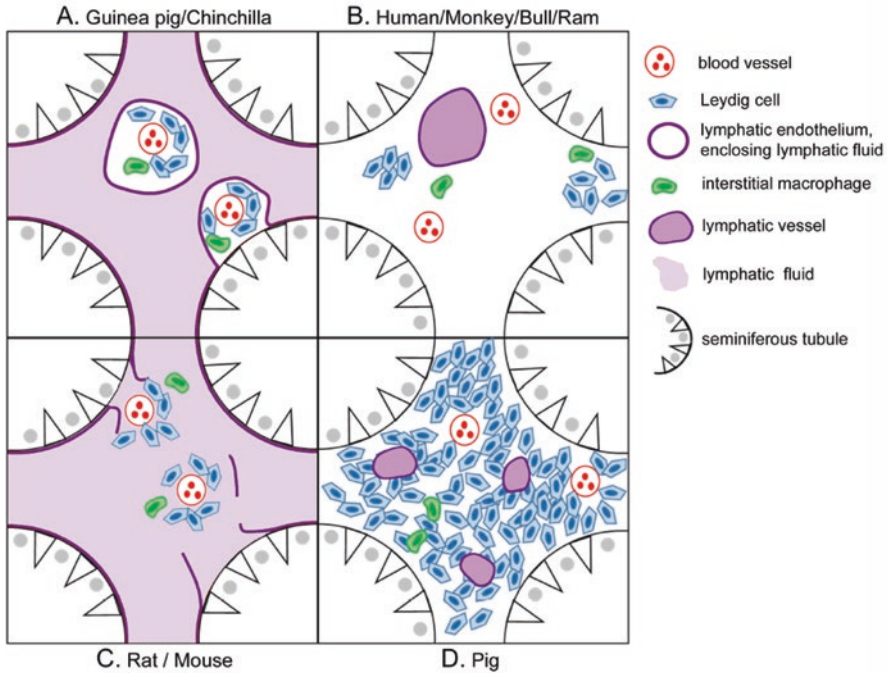 A. Guinea pig/Chinchilla
B. Human/Monkey/Bull/Ram
blood vessel
Leydig cell
lymphatic endothelium,
enclosing lymphatic fluid
interstitial macrophage
lymphatic vessel
lymphatic fluid
seminiferous tubule
C. Rat / Mouse
D. Pig